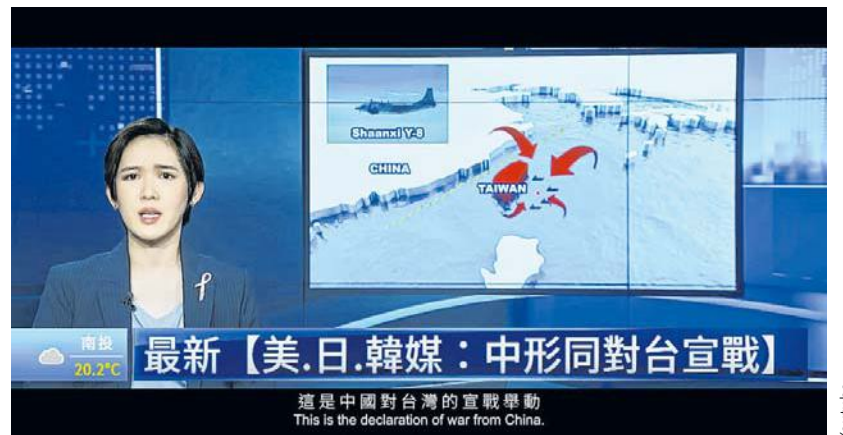 Shaanxi Y-8
CHINA
TAIWAN
南投
20.2°C
最新【美.日.韓媒：中形同對台宣戰】
這是中國對台灣的宣戰舉動
This is the declaration of war from China.